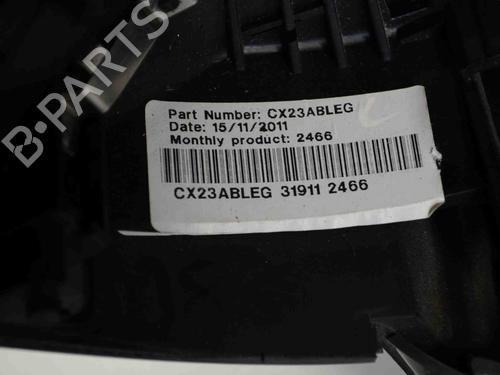 B-PARTS
Part Number: CX23ABLEG
Date: 15/11/2011
Monthly product: 2466
CX23ABLEG 31911 2466